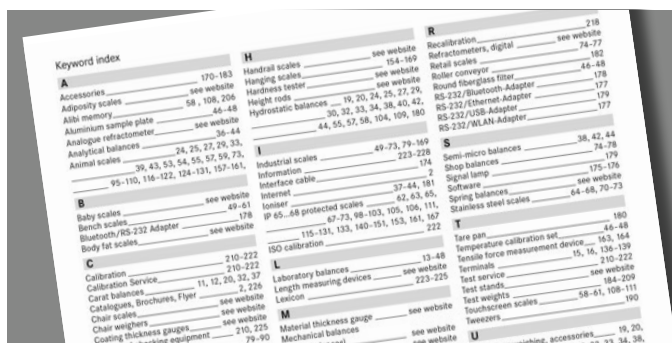 Keyword index
A
Accessories 170-183
Adiposity scales see website
Alibi memory 58, 108, 206
Aluminium sample plate 46-48
Analogue refractometer see website
Analytical balances 36-44
Animal scales 24, 25, 27, 29, 33,
39, 43, 53, 54, 55, 57, 59, 73,
95-110, 116-122, 124-131, 157-161,
B
Baby scales see website
Bench scales 49-61
Bluetooth/RS-232 Adapter 178
Body fat scales see website
C
Calibration 210-222
Calibration Service 210-222
Carat balances 11, 12, 20, 32, 37
Catalogues, Brochures, Flyer 2, 226
Chair scales see website
Chair weighers see website
Coating thickness gauges see website
equipment 210, 225
79-90
H
Handrail scales see website
Hanging scales 154-169
Hardness tester see website
Height rods see website
Hydrostatic balances 19, 20, 24, 25, 27, 29,
30, 32, 33, 34, 38, 40, 42,
44, 55, 57, 58, 104, 109, 180
I
Industrial scales 49-73, 79-169
Information 223-228
Interface cable 174
Internet 2
Ioniser 37-44, 181
IP 65...68 protected scales 62, 63, 65,
67-73, 98-103, 105, 106, 111,
115-131, 133, 140-151, 153, 161, 167
ISO calibration 222
L
Laboratory balances 13-48
Length measuring devices see website
Lexicon 223-225
M
Material thickness gauge see website
Mechanical balances
see website
R
Recalibration 218
Refractometers, digital see website
Retail scales 74-77
Roller conveyor 182
Round fiberglass filter 46-48
RS-232/Bluetooth-Adapter 178
RS-232/Ethernet-Adapter 177
RS-232/USB-Adapter 179
RS-232/WLAN-Adapter 177
S
Semi-micro balances 38, 42, 44
Shop balances 74-78
Signal lamp 179
Software 175-176
Spring balances see website
Stainless steel scales 64-68, 70-73
T
Tare pan 180
Temperature calibration set 46-48
Tensile force measurement device 163, 164
Terminals 15, 16, 136-139
Test service 210-222
Test stands see website
Test weights 184-209
Touchscreen scales 58-61, 108-111
Tweezers 190
U
accessories 19, 20,
33, 34, 38,